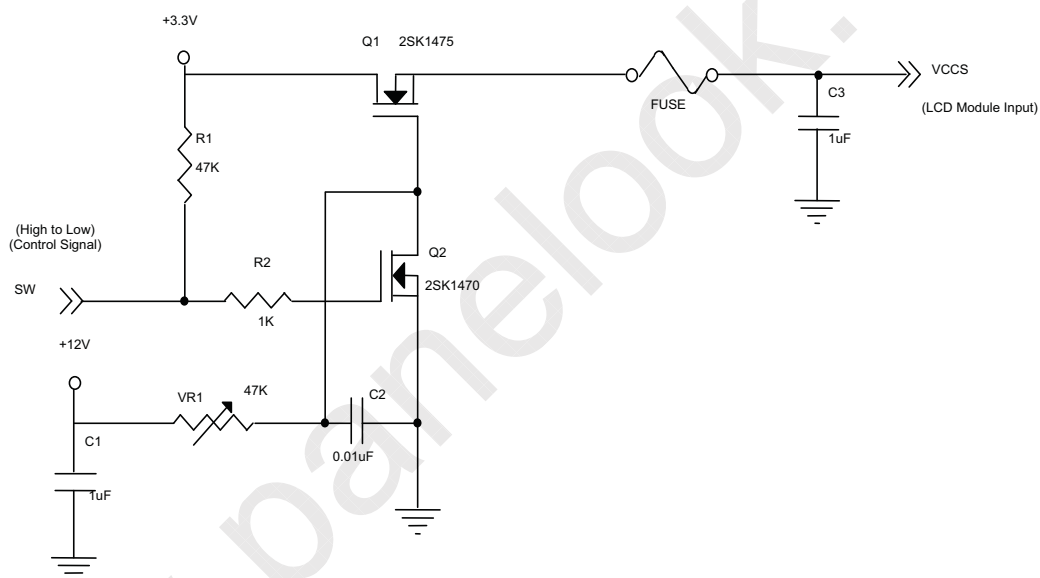 +3.3V
Q1 2SK1475
FUSE
VCCS
(LCD Module Input)
C3
1uF
R1
47K
(High to Low)
(Control Signal)
SW
R2
1K
Q2
2SK1470
+12V
VR1
47K
C2
0.01uF
C1
1uF
panelook.